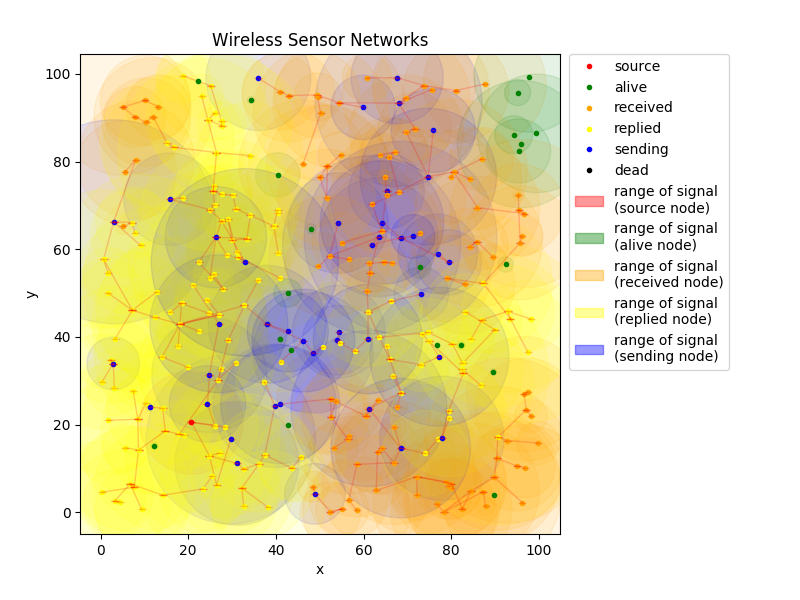 Wireless Sensor Networks
100
80
60
40
20
0
y
0
20
40
60
80
100
x
source
alive
received
replied
sending
dead
range of signal
(source node)
range of signal
(alive node)
range of signal
(received node)
range of signal
(replied node)
range of signal
(sending node)